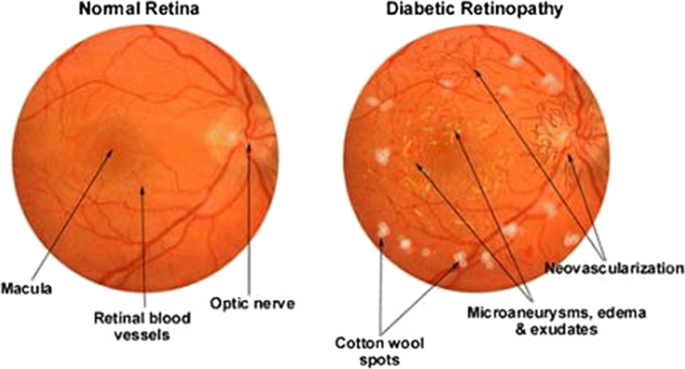 Normal Retina
Diabetic Retinopathy
Macula
Retinal blood
vessels
Optic nerve
Cotton wool
spots
Microaneurysms, edema
& exudates
Neovascularization